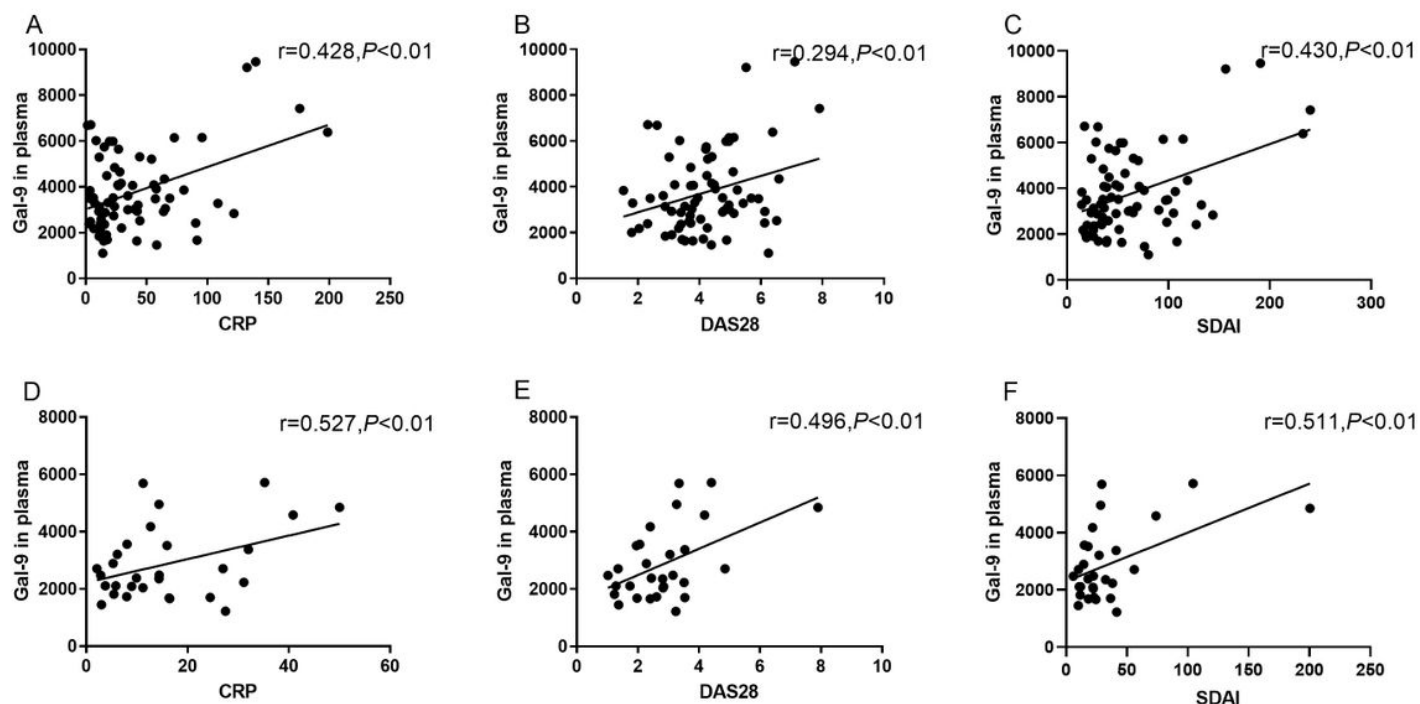 A
r=0.428,P<0.01
Gal-9 in plasma
10000
8000
6000
4000
2000
0
0 50 100 150 200 250
CRP
B
r=0.294,P<0.01
Gal-9 in plasma
10000
8000
6000
4000
2000
0
0 2 4 6 8 10
DAS28
C
r=0.430,P<0.01
Gal-9 in plasma
10000
8000
6000
4000
2000
0
0 100 200 300
SDAI
D
r=0.527,P<0.01
Gal-9 in plasma
8000
6000
4000
2000
0
0 20 40 60
CRP
E
r=0.496,P<0.01
Gal-9 in plasma
8000
6000
4000
2000
0
0 2 4 6 8 10
DAS28
F
r=0.511,P<0.01
Gal-9 in plasma
8000
6000
4000
2000
0
0 50 100 150 200 250
SDAI